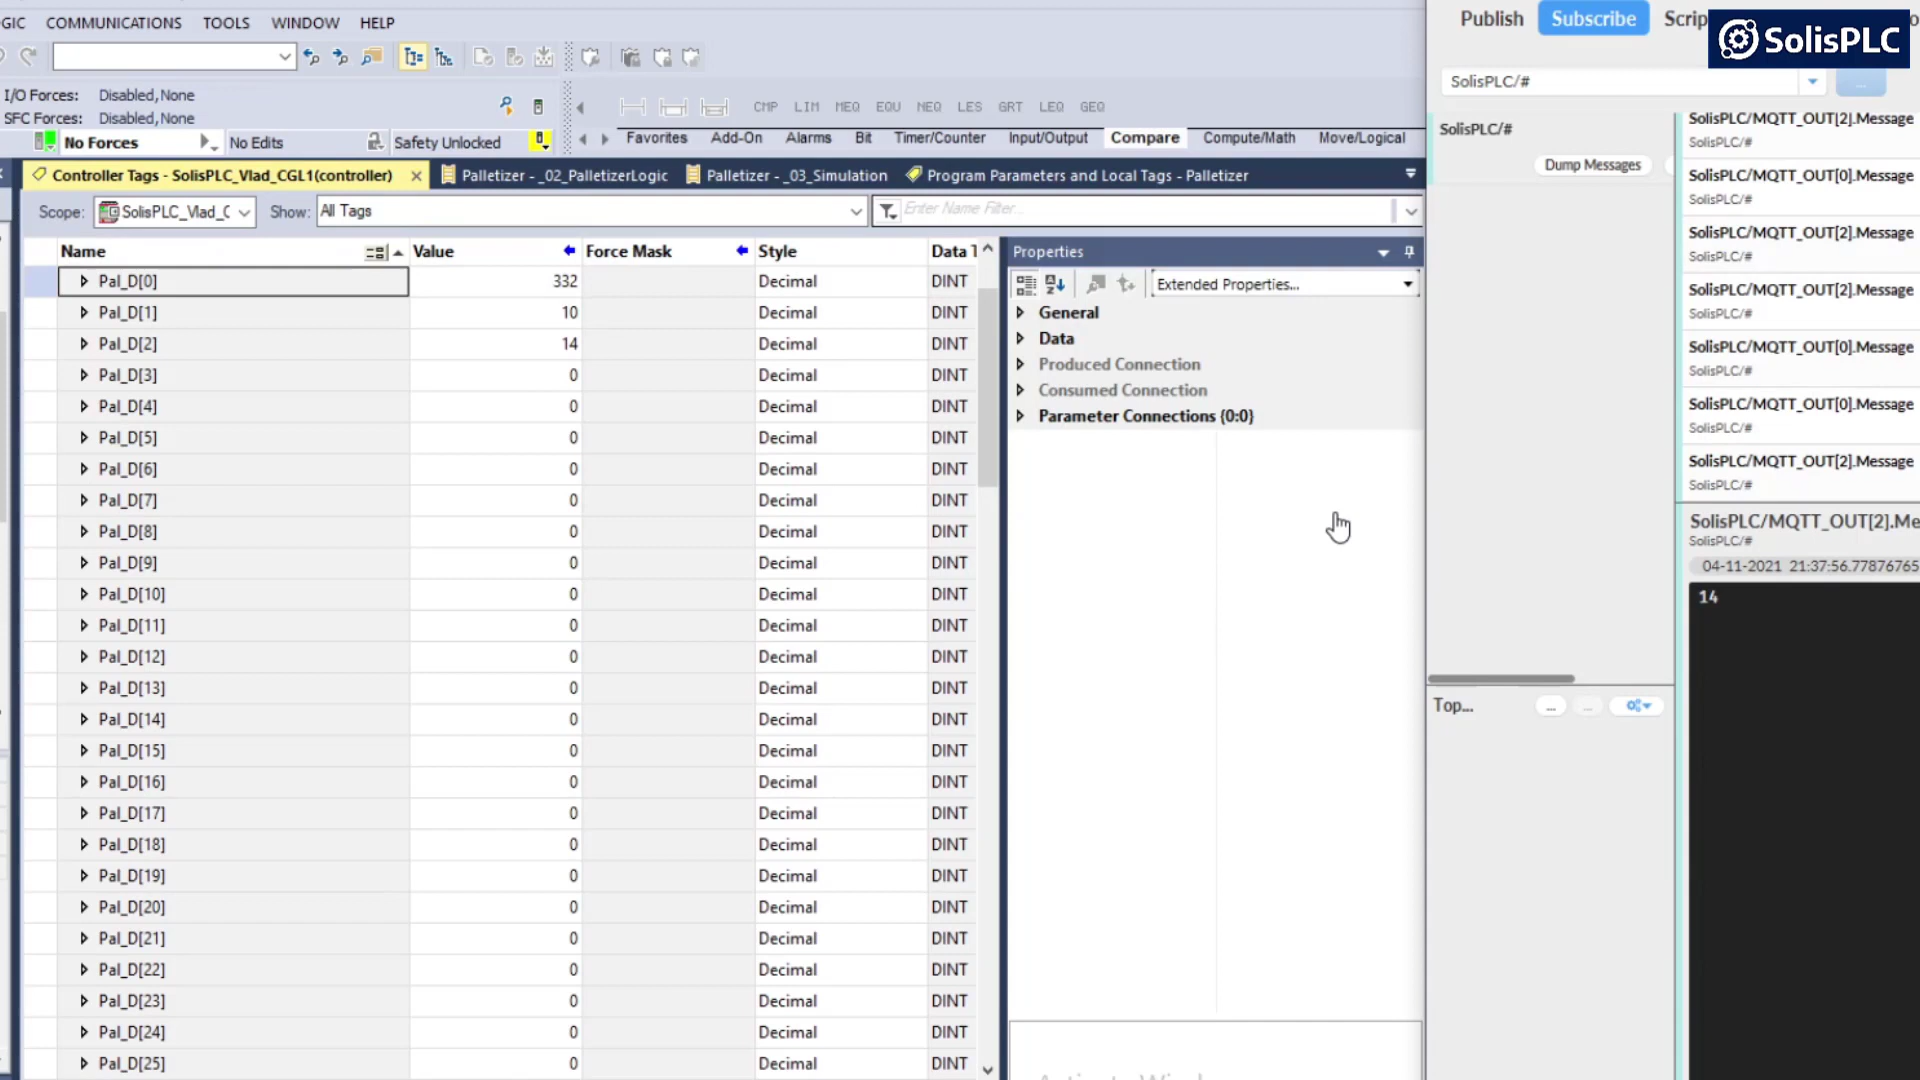 GIC COMMUNICATIONS TOOLS WINDOW HELP
I/O Forces: Disabled, None
SFC Forces: Disabled, None
No Forces No Edits Safety Unlocked
CMP LIM MEQ EQU NEQ LES GRT LEQ GEQ
Favorites Add-On Alarms Bit Timer/Counter Input/Output Compare Compute/Math Move/Logical
Controller Tags - SolisPLC_Vlad_CGL1(controller) Palletizer - _02_PalletizerLogic Palletizer - _03_Simulation Program Parameters and Local Tags - Palletizer
Scope: SolisPLC_Vlad_C Show: All Tags Enter Name Filter...
Name Value Force Mask Style Data T
Pal_D[0] 332 Decimal DINT
Pal_D[1] 10 Decimal DINT
Pal_D[2] 14 Decimal DINT
Pal_D[3] 0 Decimal DINT
Pal_D[4] 0 Decimal DINT
Pal_D[5] 0 Decimal DINT
Pal_D[6] 0 Decimal DINT
Pal_D[7] 0 Decimal DINT
Pal_D[8] 0 Decimal DINT
Pal_D[9] 0 Decimal DINT
Pal_D[10] 0 Decimal DINT
Pal_D[11] 0 Decimal DINT
Pal_D[12] 0 Decimal DINT
Pal_D[13] 0 Decimal DINT
Pal_D[14] 0 Decimal DINT
Pal_D[15] 0 Decimal DINT
Pal_D[16] 0 Decimal DINT
Pal_D[17] 0 Decimal DINT
Pal_D[18] 0 Decimal DINT
Pal_D[19] 0 Decimal DINT
Pal_D[20] 0 Decimal DINT
Pal_D[21] 0 Decimal DINT
Pal_D[22] 0 Decimal DINT
Pal_D[23] 0 Decimal DINT
Pal_D[24] 0 Decimal DINT
Pal_D[25] 0 Decimal DINT
Properties
Extended Properties...
General
Data
Produced Connection
Consumed Connection
Parameter Connections {0:0}
Publish Subscribe Scrip
SolisPLC
SolisPLC/#
SolisPLC/#
Dump Messages
SolisPLC/MQTT_OUT[2].Message
SolisPLC/#
SolisPLC/MQTT_OUT[0].Message
SolisPLC/#
SolisPLC/MQTT_OUT[2].Message
SolisPLC/#
SolisPLC/MQTT_OUT[2].Message
SolisPLC/#
SolisPLC/MQTT_OUT[0].Message
SolisPLC/#
SolisPLC/MQTT_OUT[0].Message
SolisPLC/#
SolisPLC/MQTT_OUT[2].Message
SolisPLC/#
SolisPLC/MQTT_OUT[2].Me
SolisPLC/#
04-11-2021 21:37:56.77876765
14
Top...